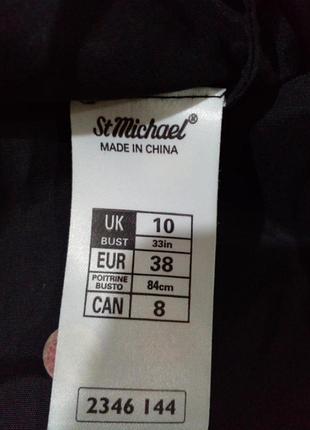 StMichael®
MADE IN CHINA
UK 10
BUST 33in
EUR 38
POITRINE
BUSTO 84cm
CAN 8
2346 144